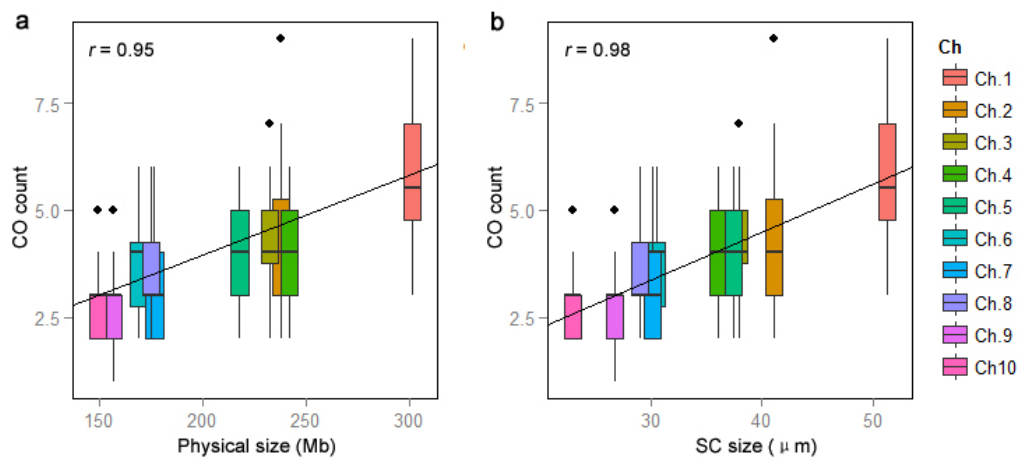 a
r = 0.95
CO count
7.5
5.0
2.5
150
200
250
300
Physical size (Mb)
b
r = 0.98
CO count
7.5
5.0
2.5
30
40
50
SC size ( μm)
Ch
Ch.1
Ch.2
Ch.3
Ch.4
Ch.5
Ch.6
Ch.7
Ch.8
Ch.9
Ch10